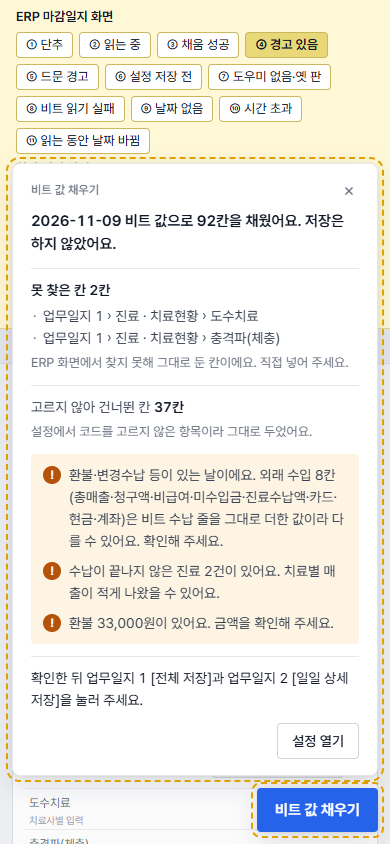 ERP 마감일지 화면
① 단추
② 읽는 중
③ 채움 성공
④ 경고 있음
⑤ 드문 경고
⑥ 설정 저장 전
⑦ 도우미 없음·옛 판
⑧ 비트 읽기 실패
⑨ 날짜 없음
⑩ 시간 초과
⑪ 읽는 동안 날짜 바뀜
비트 값 채우기
2026-11-09 비트 값으로 92칸을 채웠어요. 저장은
하지 않았어요.
못 찾은 칸 2칸
· 업무일지 1 › 진료 · 치료현황 › 도수치료
· 업무일지 1 › 진료 · 치료현황 › 충격파(체충)
ERP 화면에서 찾지 못해 그대로 둔 칸이에요. 직접 넣어 주세요.
고르지 않아 건너뛴 칸 37칸
설정에서 코드를 고르지 않은 항목이라 그대로 두었어요.
환불·변경수납 등이 있는 날이에요. 외래 수입 8칸
(총매출·청구액·비급여·미수입금·진료수납액·카드·
현금·계좌)은 비트 수납 줄을 그대로 더한 값이라 다
를 수 있어요. 확인해 주세요.
수납이 끝나지 않은 진료 2건이 있어요. 치료별 매
출이 적게 나왔을 수 있어요.
환불 33,000원이 있어요. 금액을 확인해 주세요.
확인한 뒤 업무일지 1 [전체 저장]과 업무일지 2 [일일 상세
저장]을 눌러 주세요.
설정 열기
도수치료
치료사별 입력
비트 값 채우기
충격파(체충)